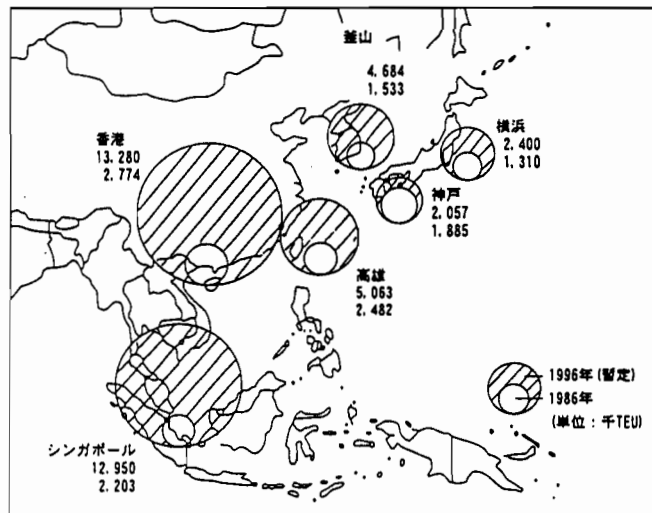 釜山
4.684
1.533
香港
13.280
2.774
横浜
2.400
1.310
神戸
2.057
1.885
高雄
5.063
2.482
1996年(暫定)
1986年
(単位:千TEU)
シンガポール
12.950
2.203